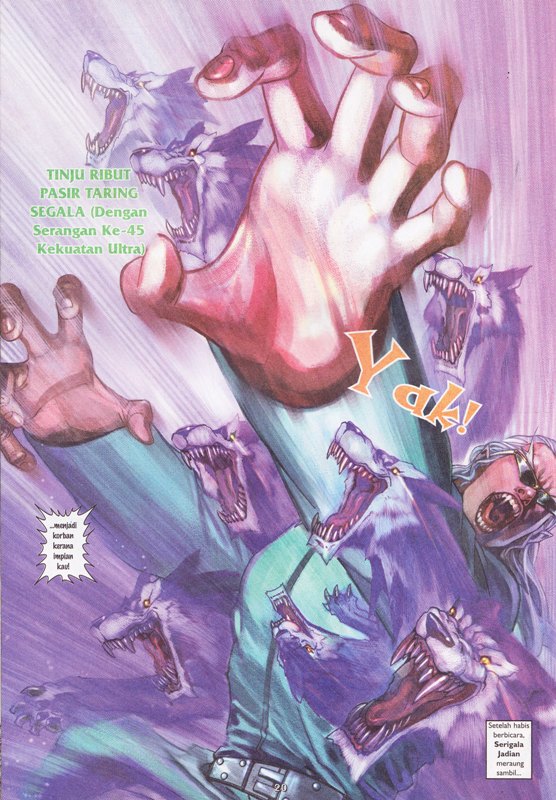 TINJU RIBUT
PASIR TARING
SEGALA (Dengan
Serangan Ke-45
Kekuatan Ultra)
Yak!
...menjadi
korban
kerana
impian
kau!
Setelah habis
berbicara,
Serigala
Jadian
meraung
sambil...
29